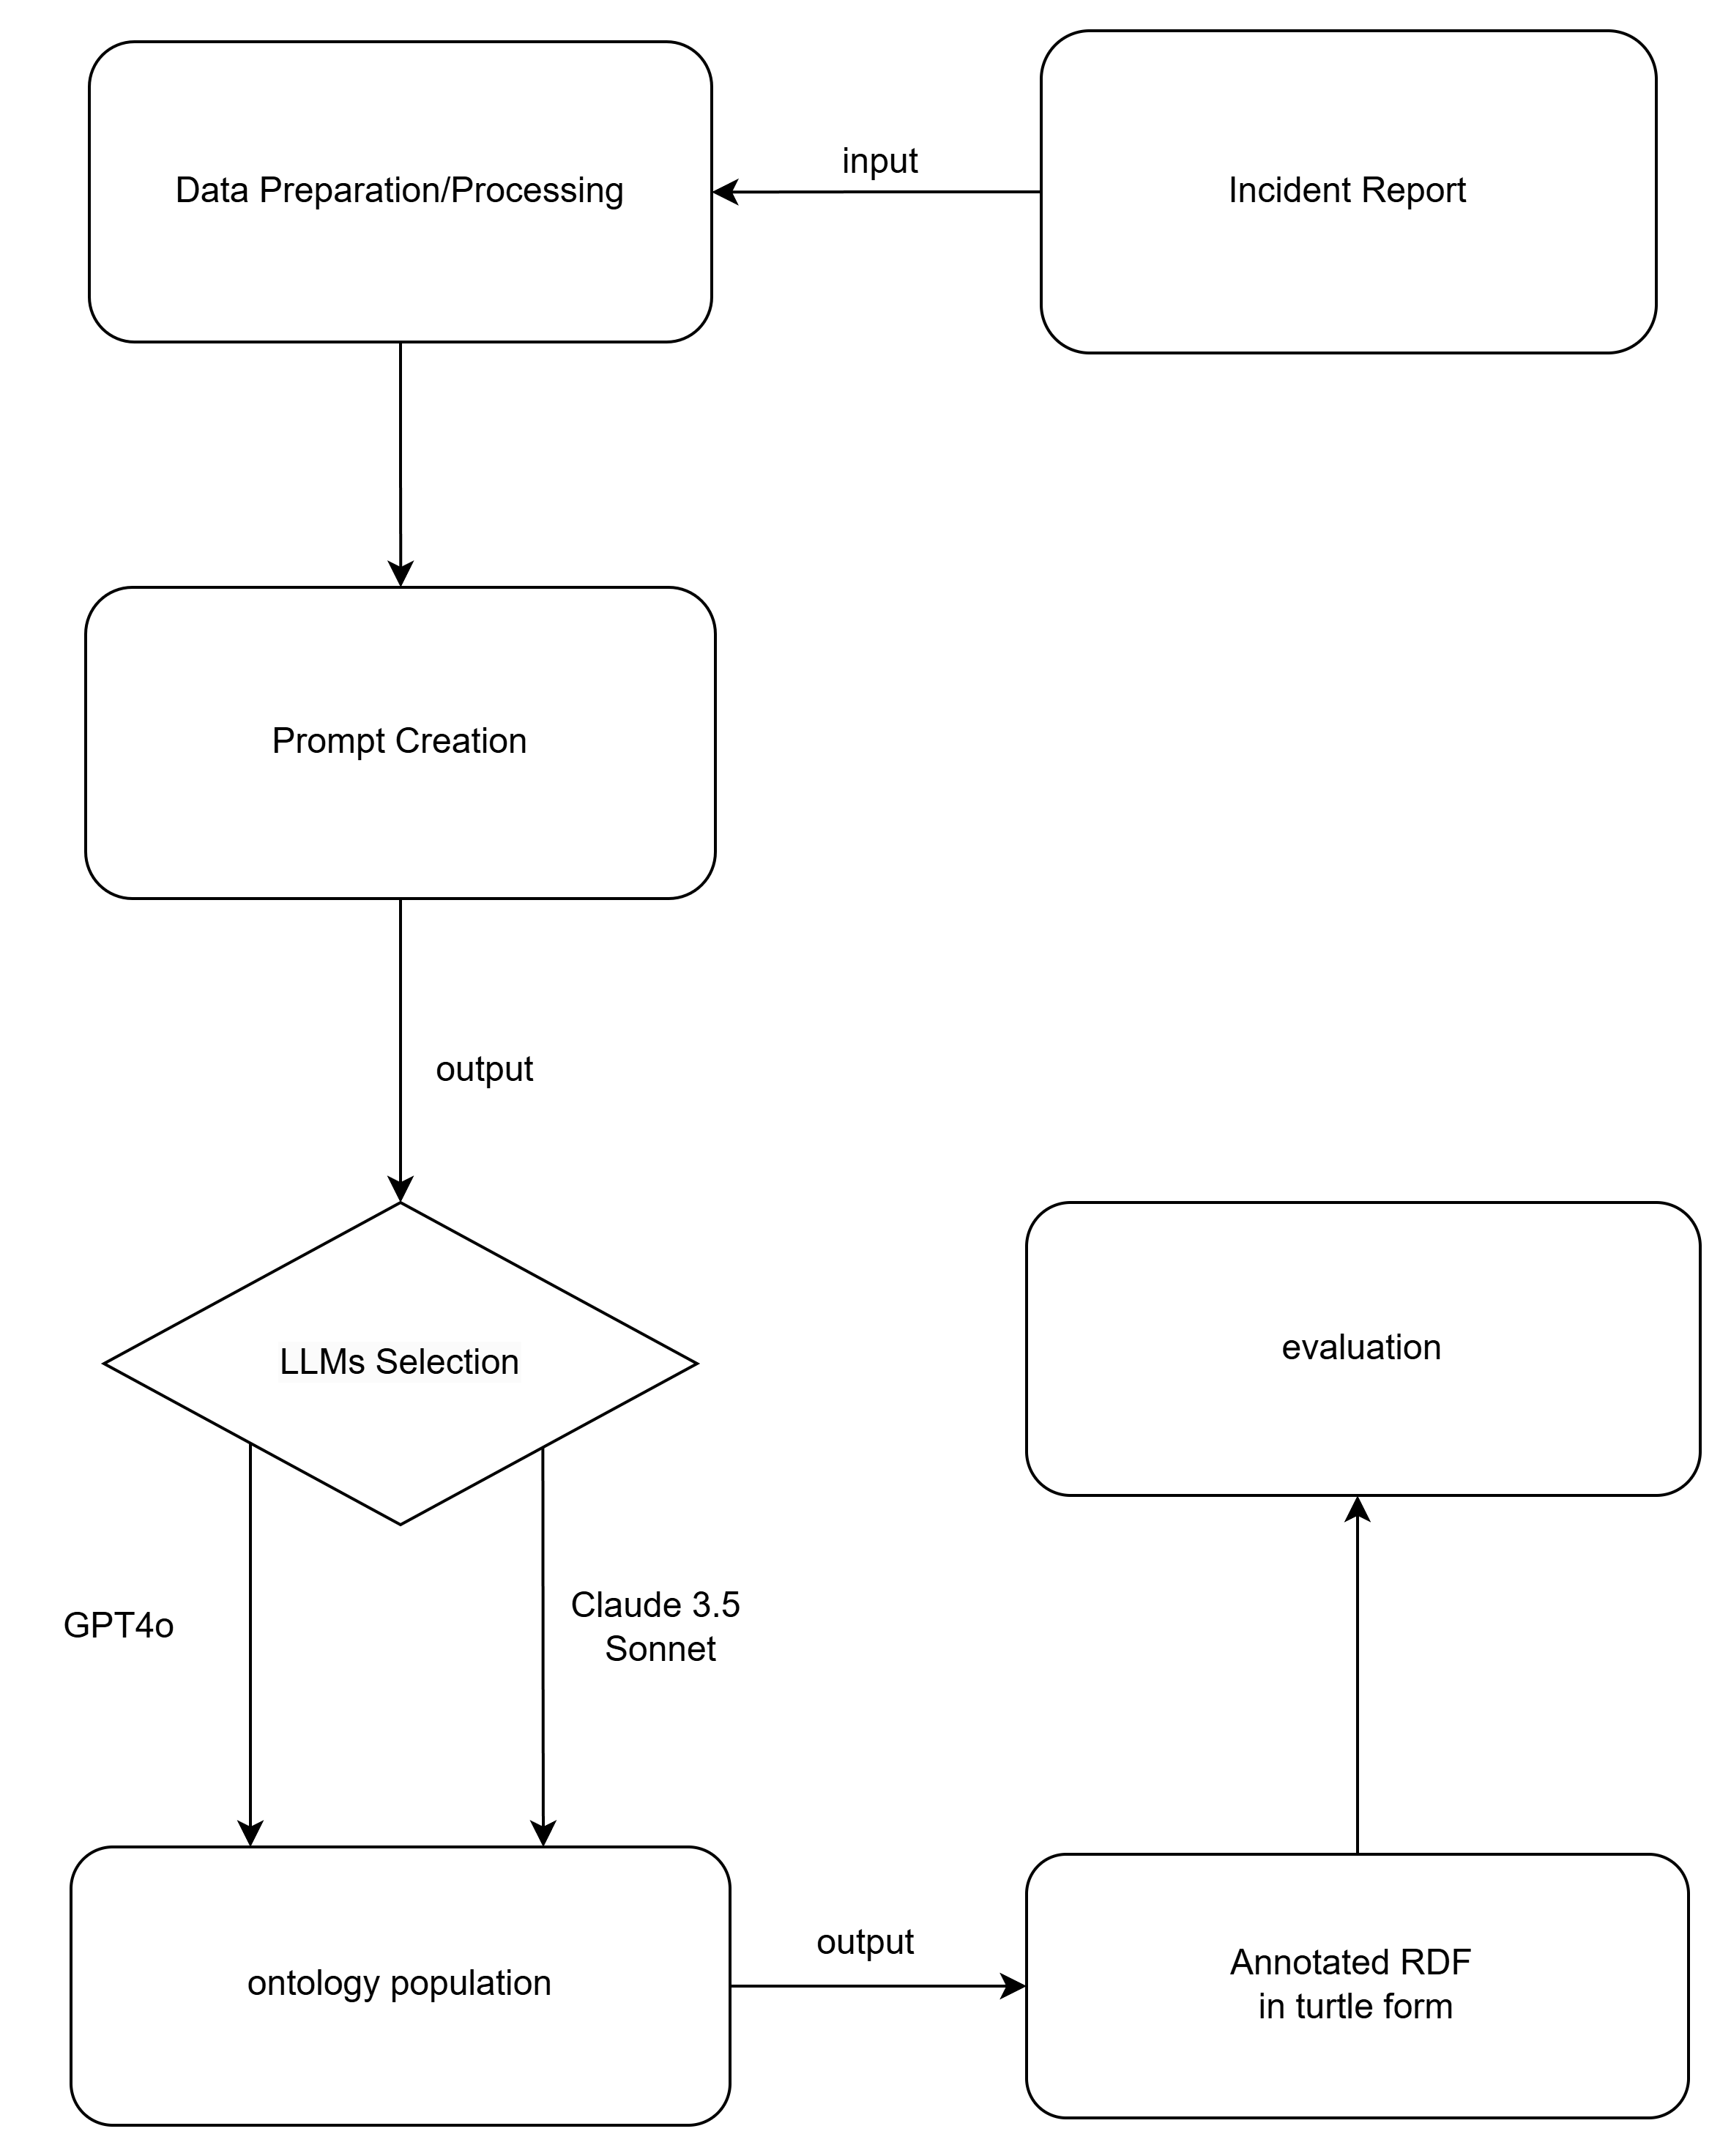 Data Preparation/Processing
input
Incident Report
Prompt Creation
output
LLMs Selection
evaluation
GPT4o
Claude 3.5
Sonnet
ontology population
output
Annotated RDF
in turtle form